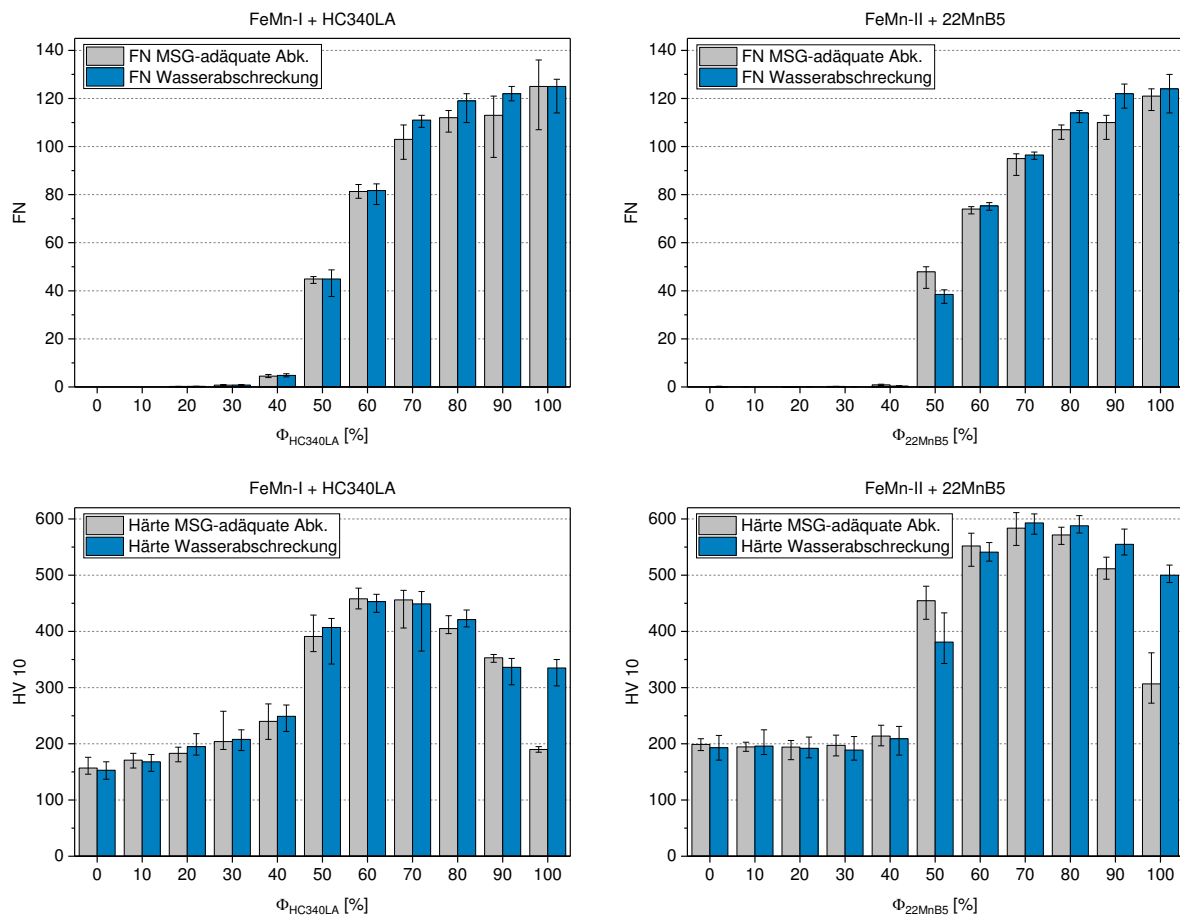 FeMn-I + HC340LA
140
120
100
80
60
40
20
0
FN
FN MSG-adäquate Abk.
FN Wasserabschreckung
0 10 20 30 40 50 60 70 80 90 100
Φ_HC340LA [%]
FeMn-II + 22MnB5
140
120
100
80
60
40
20
0
FN
FN MSG-adäquate Abk.
FN Wasserabschreckung
0 10 20 30 40 50 60 70 80 90 100
Φ_22MnB5 [%]
FeMn-I + HC340LA
600
500
400
300
200
100
0
HV 10
Härte MSG-adäquate Abk.
Härte Wasserabschreckung
0 10 20 30 40 50 60 70 80 90 100
Φ_HC340LA [%]
FeMn-II + 22MnB5
600
500
400
300
200
100
0
HV 10
Härte MSG-adäquate Abk.
Härte Wasserabschreckung
0 10 20 30 40 50 60 70 80 90 100
Φ_22MnB5 [%]